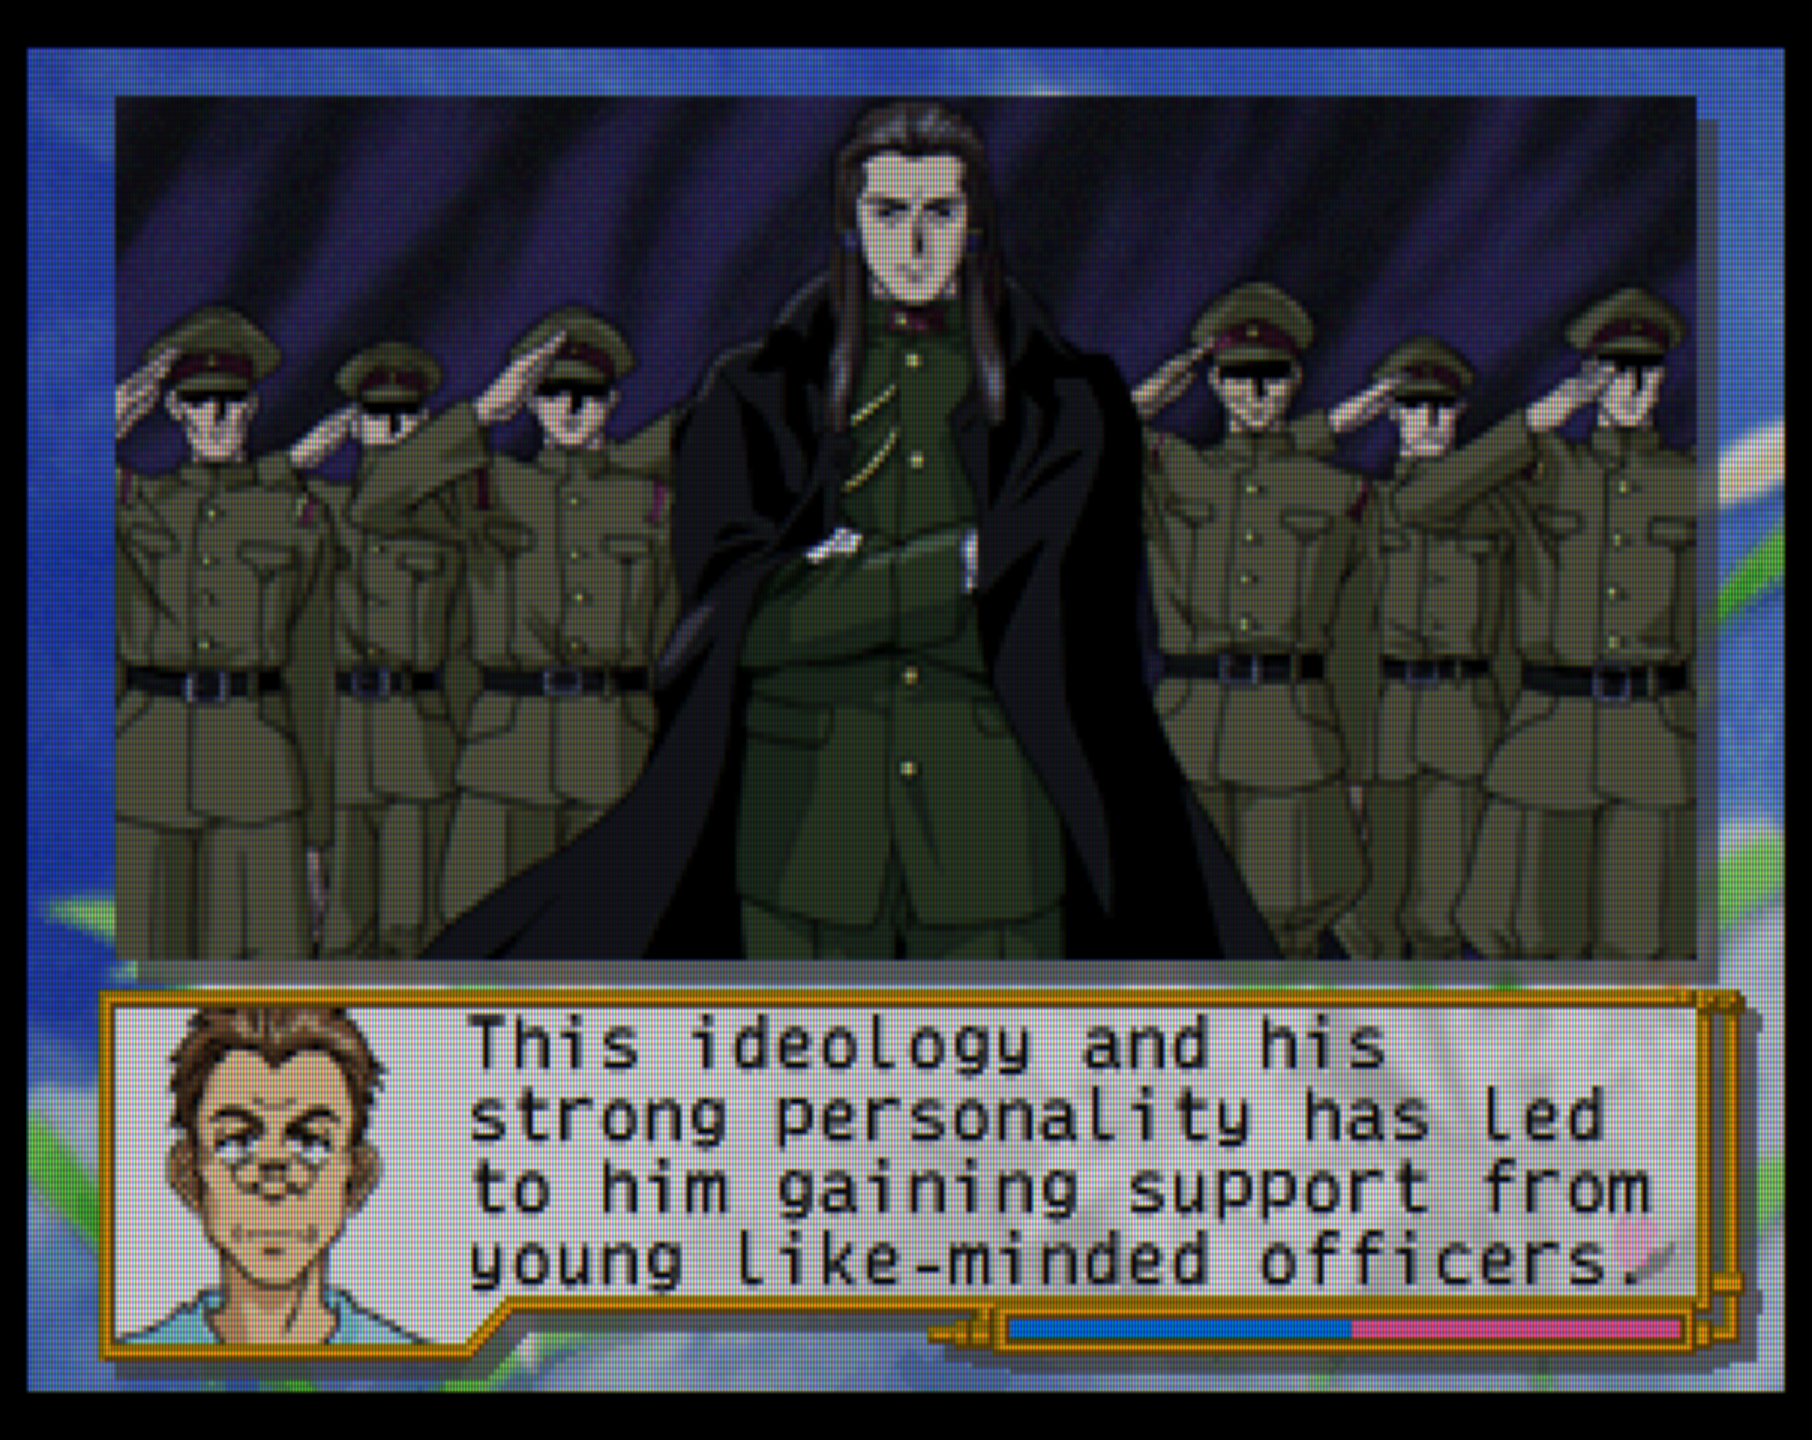 This ideology and his
strong personality has led
to him gaining support from
young like-minded officers.